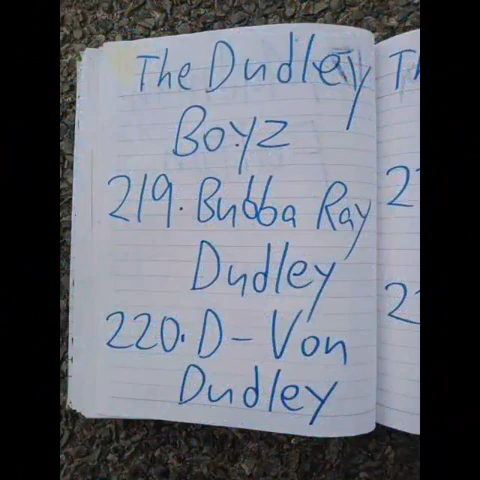 The Dudley
Boyz
219. Bubba Ray
Dudley
220. D-Von
Dudley